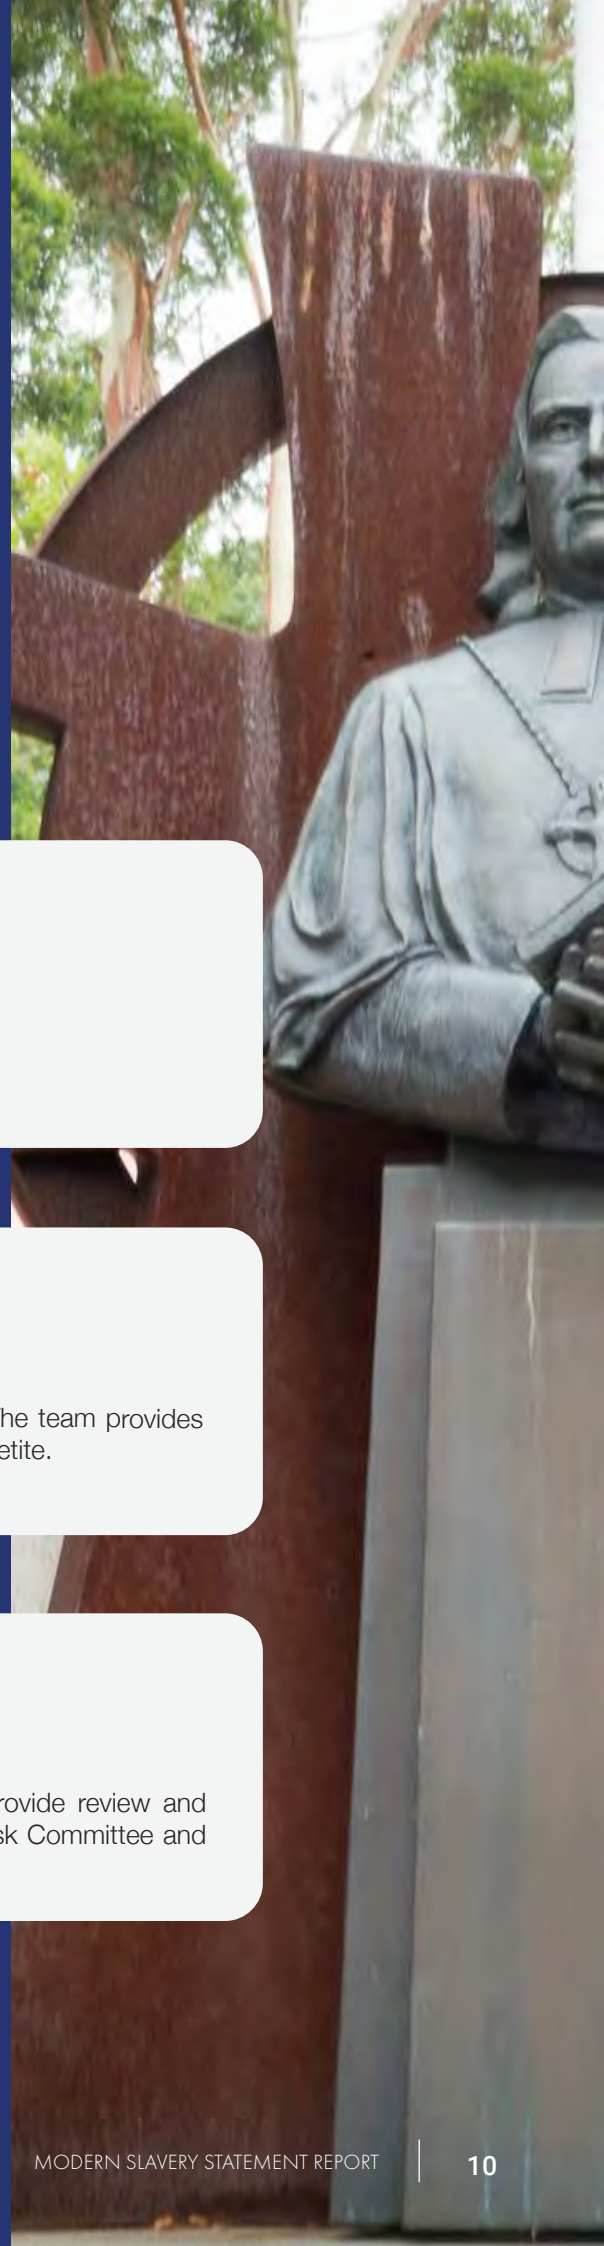 he team provides
etite.
rovide review and
sk Committee and
MODERN SLAVERY STATEMENT REPORT
10